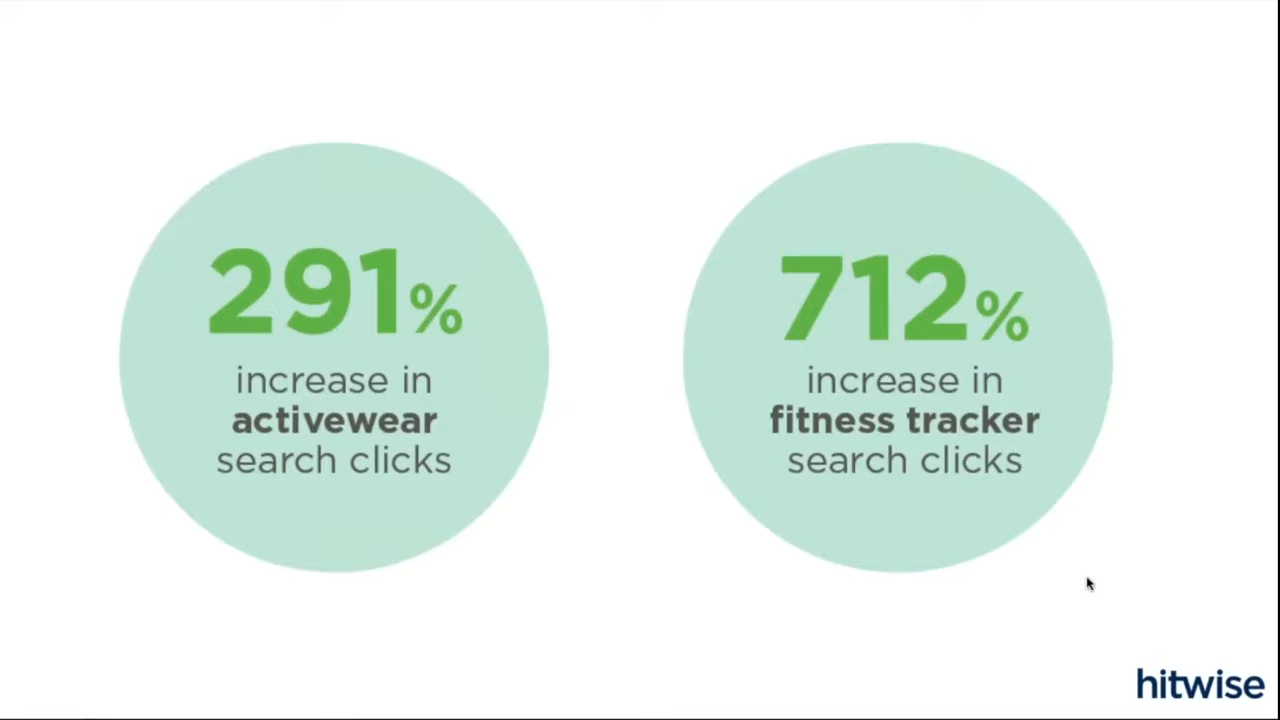 291%
increase in
activewear
search clicks
712%
increase in
fitness tracker
search clicks
hitwise